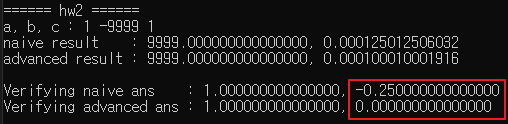 ====== hw2 ======
a, b, c : 1 -9999 1
naive result : 9999.000000000000000, 0.000125012506032
advanced result : 9999.000000000000000, 0.000100010001916
Verifying naive ans : 1.000000000000000, -0.250000000000000
Verifying advanced ans : 1.000000000000000, 0.000000000000000